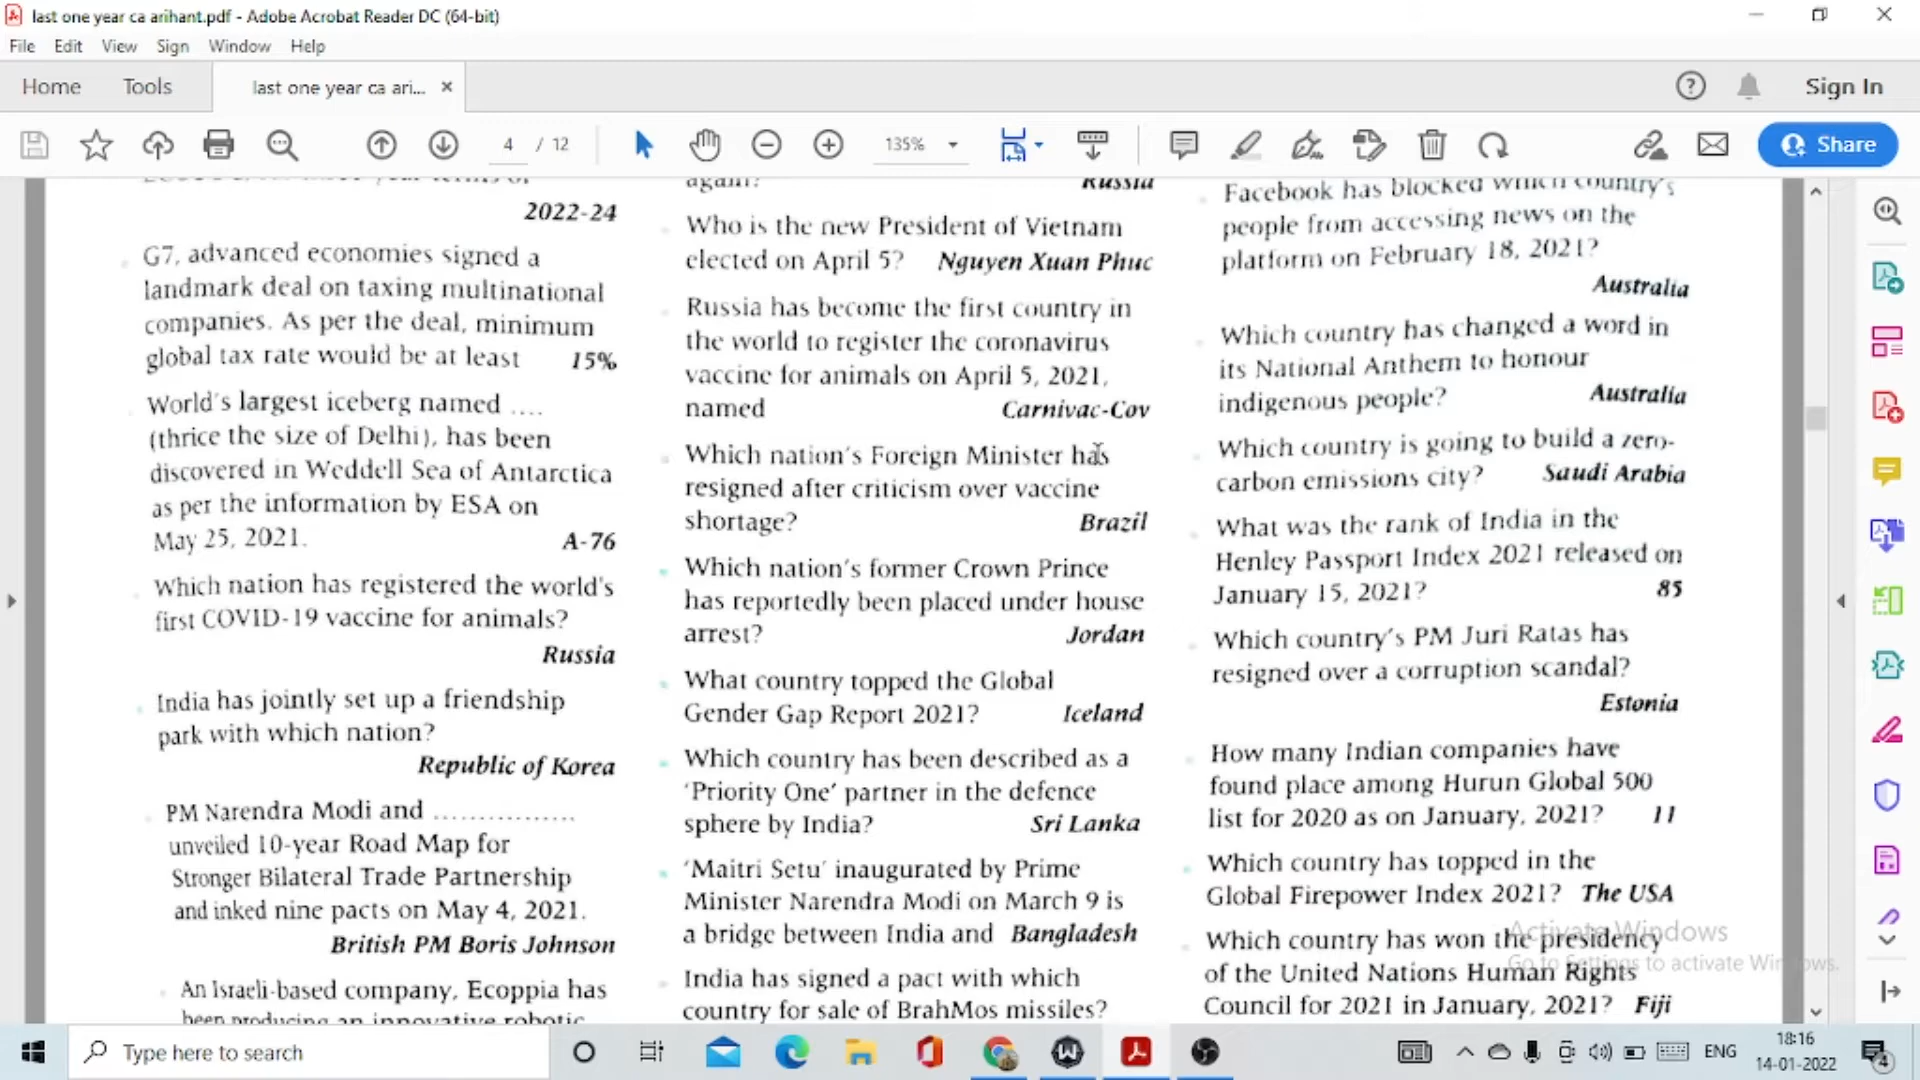 last one year ca arihant.pdf - Adobe Acrobat Reader DC (64-bit)
File Edit View Sign Window Help
Home Tools last one year ca ari... × Sign In
4 / 12 135% Share
2022-24
G7, advanced economies signed a
landmark deal on taxing multinational
companies. As per the deal, minimum
global tax rate would be at least 15%
World's largest iceberg named ....
(thrice the size of Delhi), has been
discovered in Weddell Sea of Antarctica
as per the information by ESA on
May 25, 2021. A-76
Which nation has registered the world's
first COVID-19 vaccine for animals?
Russia
India has jointly set up a friendship
park with which nation?
Republic of Korea
PM Narendra Modi and ................
unveiled 10-year Road Map for
Stronger Bilateral Trade Partnership
and inked nine pacts on May 4, 2021.
British PM Boris Johnson
An Israeli-based company, Ecoppia has
been producing an innovative robotic
again? Russia
Who is the new President of Vietnam
elected on April 5? Nguyen Xuan Phuc
Russia has become the first country in
the world to register the coronavirus
vaccine for animals on April 5, 2021,
named Carnivac-Cov
Which nation's Foreign Minister has
resigned after criticism over vaccine
shortage? Brazil
Which nation's former Crown Prince
has reportedly been placed under house
arrest? Jordan
What country topped the Global
Gender Gap Report 2021? Iceland
Which country has been described as a
'Priority One' partner in the defence
sphere by India? Sri Lanka
'Maitri Setu' inaugurated by Prime
Minister Narendra Modi on March 9 is
a bridge between India and Bangladesh
India has signed a pact with which
country for sale of BrahMos missiles?
Facebook has blocked which country's
people from accessing news on the
platform on February 18, 2021?
Australia
Which country has changed a word in
its National Anthem to honour
indigenous people? Australia
Which country is going to build a zero-
carbon emissions city? Saudi Arabia
What was the rank of India in the
Henley Passport Index 2021 released on
January 15, 2021? 85
Which country's PM Juri Ratas has
resigned over a corruption scandal?
Estonia
How many Indian companies have
found place among Hurun Global 500
list for 2020 as on January, 2021? 11
Which country has topped in the
Global Firepower Index 2021? The USA
Which country has won the presidency
of the United Nations Human Rights
Council for 2021 in January, 2021? Fiji
Activate Windows
Go to Settings to activate Windows.
Type here to search
ENG
18:16
14-01-2022
4